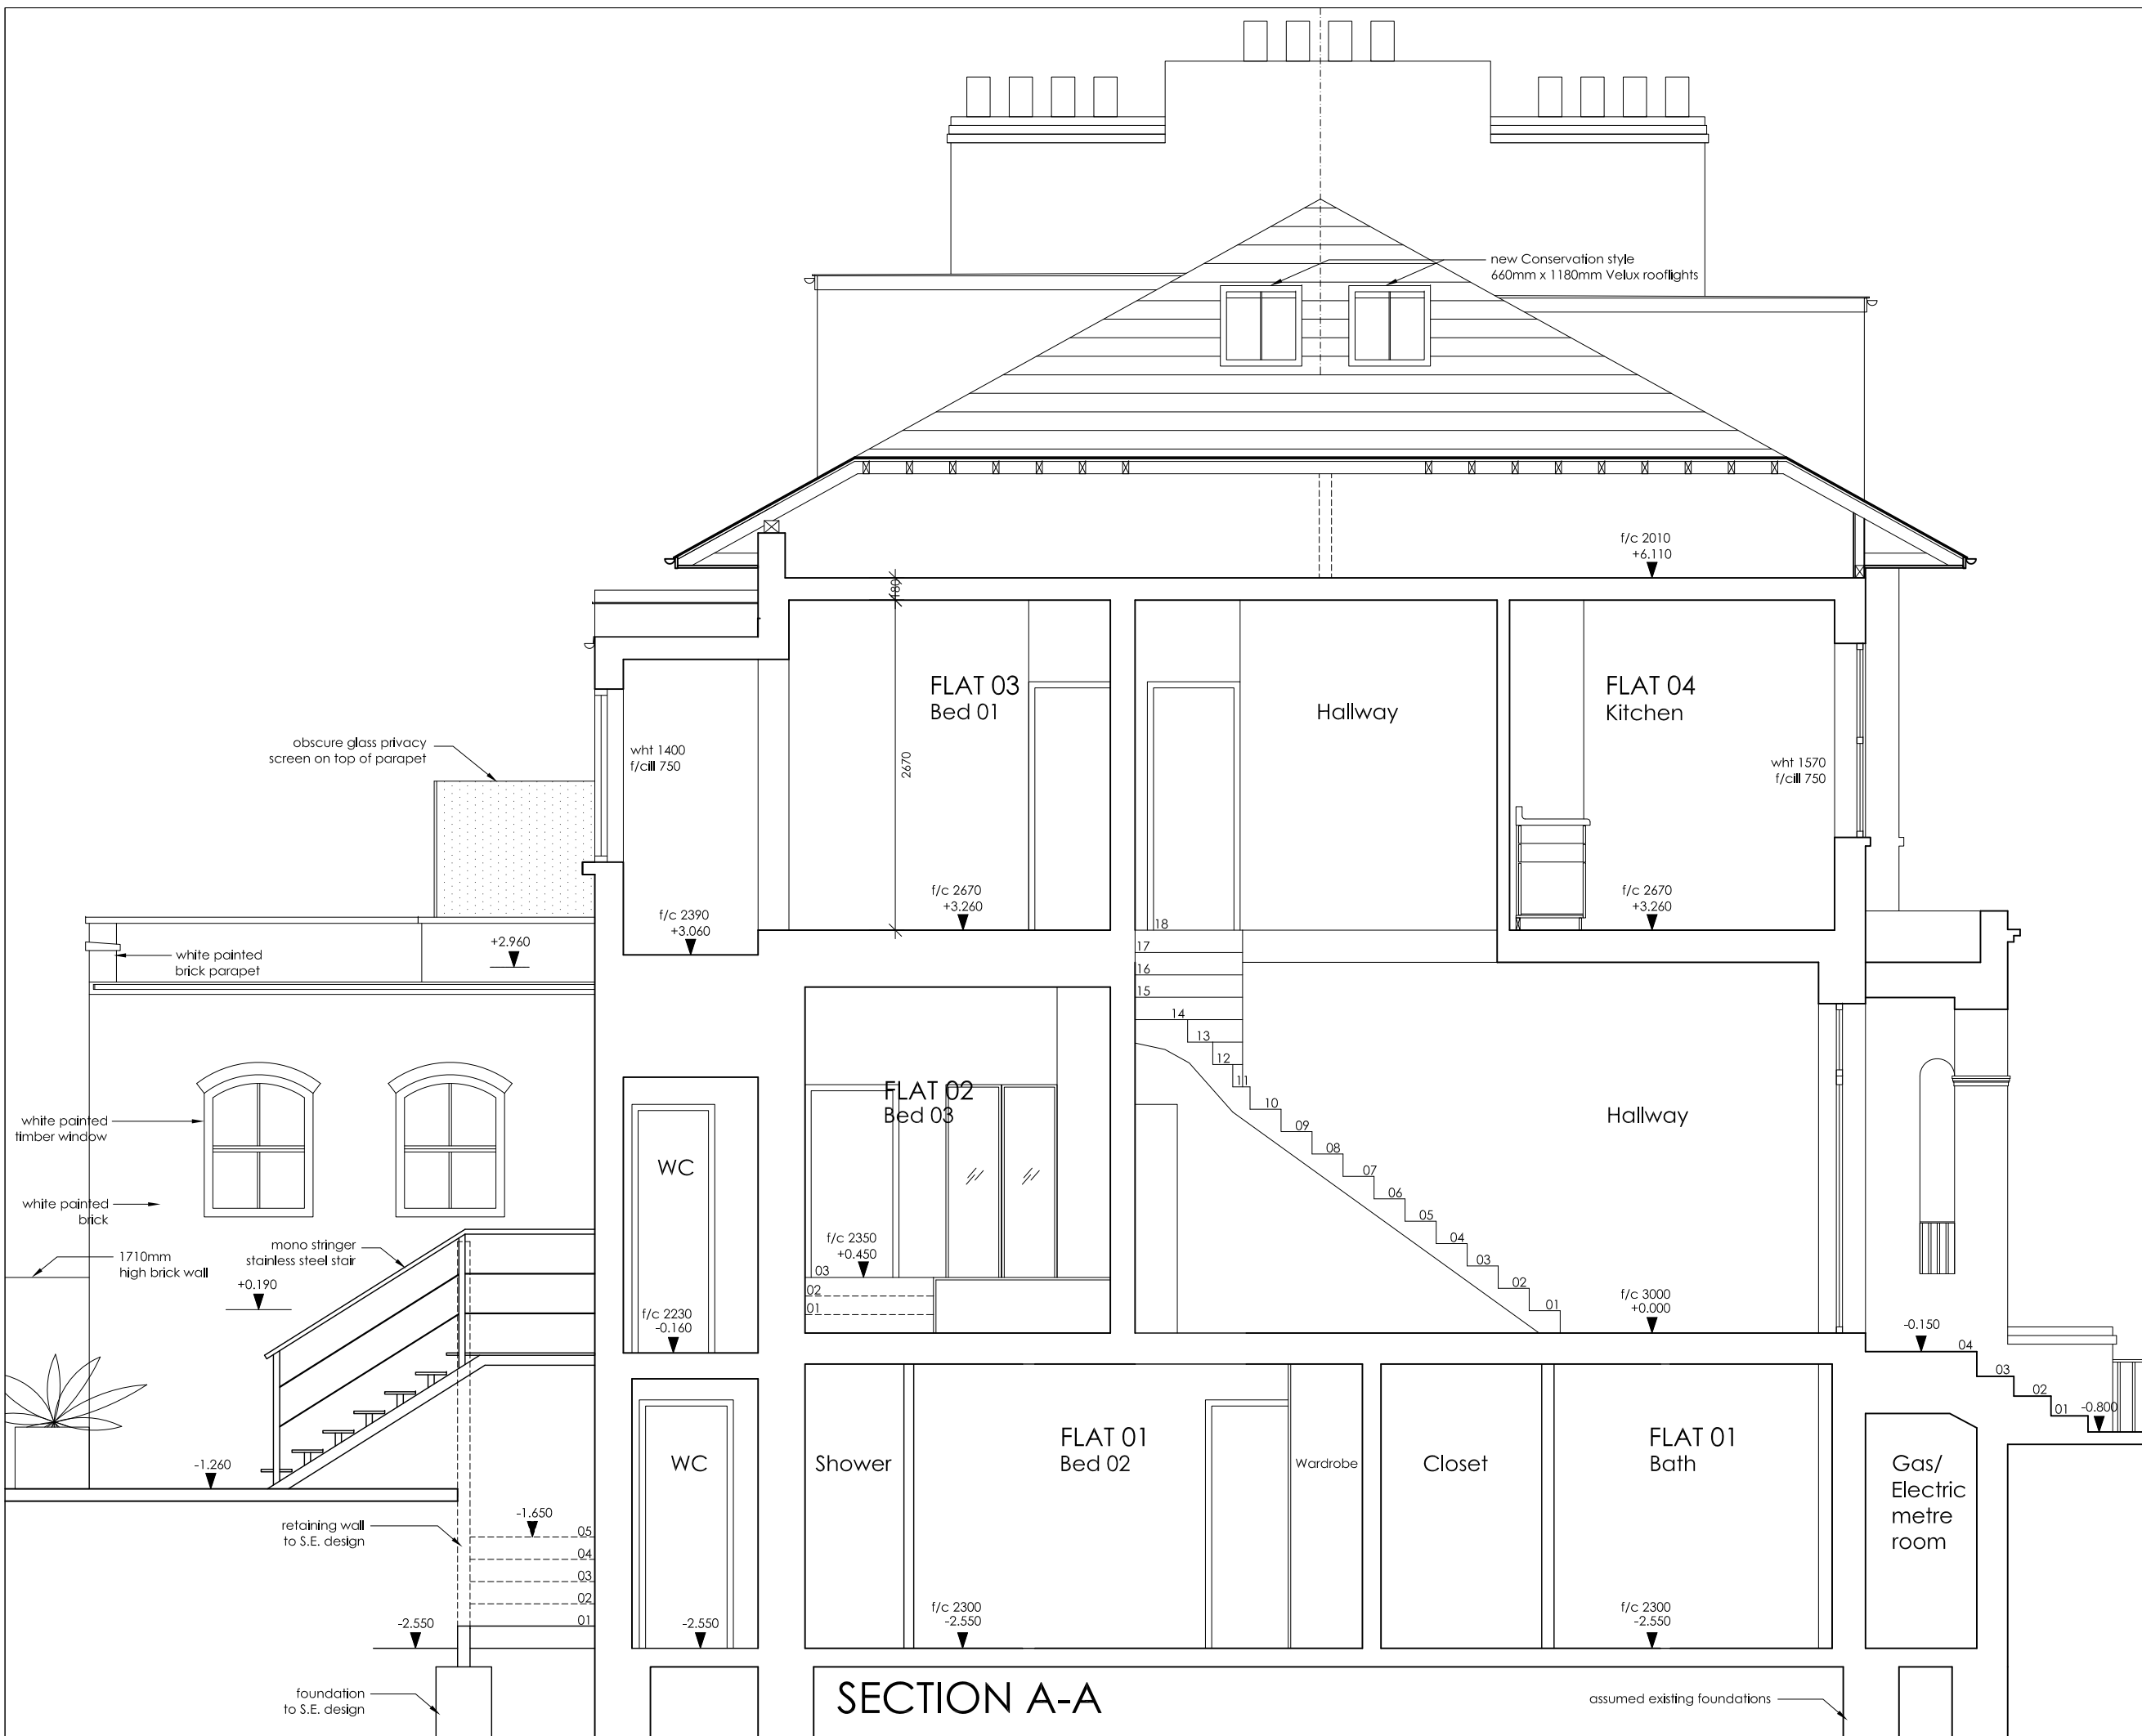 new Conservation style
660mm x 1180mm Velux rooflights
f/c 2010
+6.110
180
FLAT 03
Bed 01
Hallway
FLAT 04
Kitchen
obscure glass privacy
screen on top of parapet
wht 1400
f/cill 750
2670
wht 1570
f/cill 750
f/c 2670
+3.260
f/c 2670
+3.260
f/c 2390
+3.060
18
17
16
15
14
13
12
11
10
09
08
07
06
05
04
03
02
01
+2.960
white painted
brick parapet
FLAT 02
Bed 03
Hallway
white painted
timber window
WC
white painted
brick
mono stringer
stainless steel stair
1710mm
high brick wall
+0.190
f/c 2350
+0.450
03
02
01
f/c 2230
-0.160
f/c 3000
+0.000
-0.150
04
03
02
01
-0.800
-1.260
WC
Shower
FLAT 01
Bed 02
Wardrobe
Closet
FLAT 01
Bath
Gas/
Electric
metre
room
retaining wall
to S.E. design
-1.650
05
04
03
02
01
-2.550
-2.550
f/c 2300
-2.550
f/c 2300
-2.550
foundation
to S.E. design
SECTION A-A
assumed existing foundations